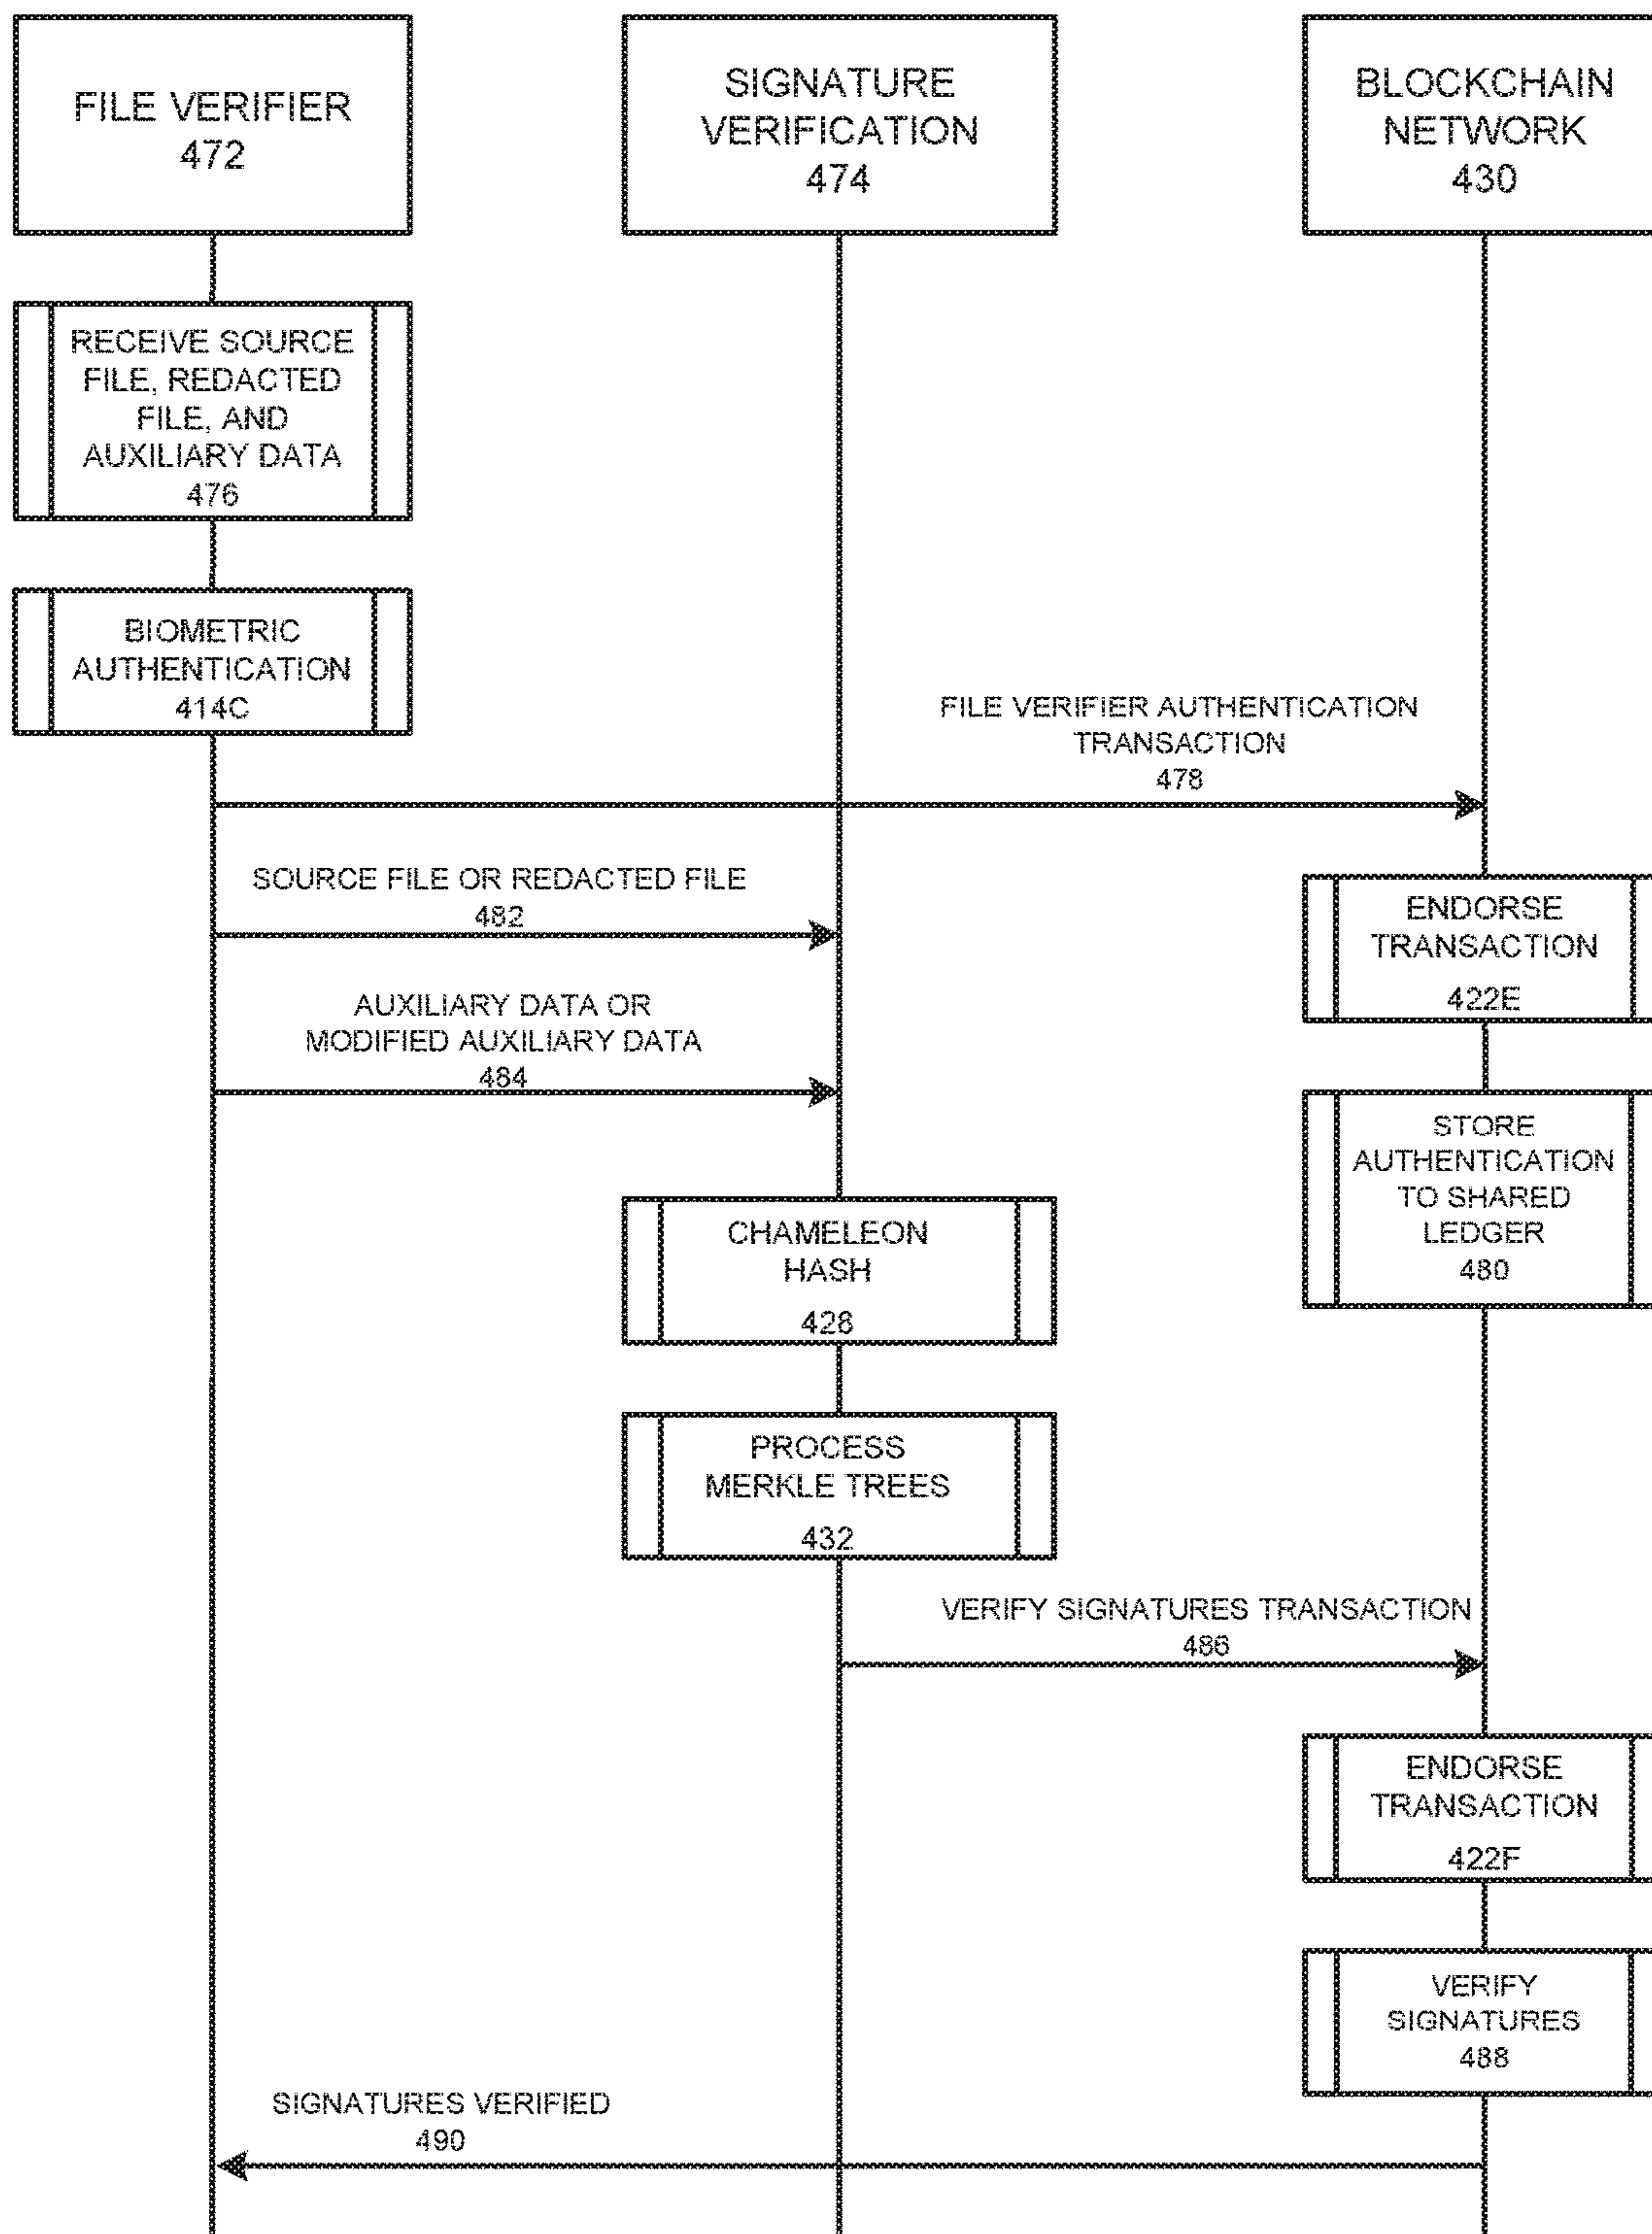 FILE VERIFIER
472
SIGNATURE
VERIFICATION
474
BLOCKCHAIN
NETWORK
430
RECEIVE SOURCE
FILE, REDACTED
FILE, AND
AUXILIARY DATA
476
BIOMETRIC
AUTHENTICATION
414C
FILE VERIFIER AUTHENTICATION
TRANSACTION
478
SOURCE FILE OR REDACTED FILE
482
ENDORSE
TRANSACTION
422E
AUXILIARY DATA OR
MODIFIED AUXILIARY DATA
484
STORE
AUTHENTICATION
TO SHARED
LEDGER
480
CHAMELEON
HASH
428
PROCESS
MERKLE TREES
432
VERIFY SIGNATURES TRANSACTION
486
ENDORSE
TRANSACTION
422F
VERIFY
SIGNATURES
488
SIGNATURES VERIFIED
490